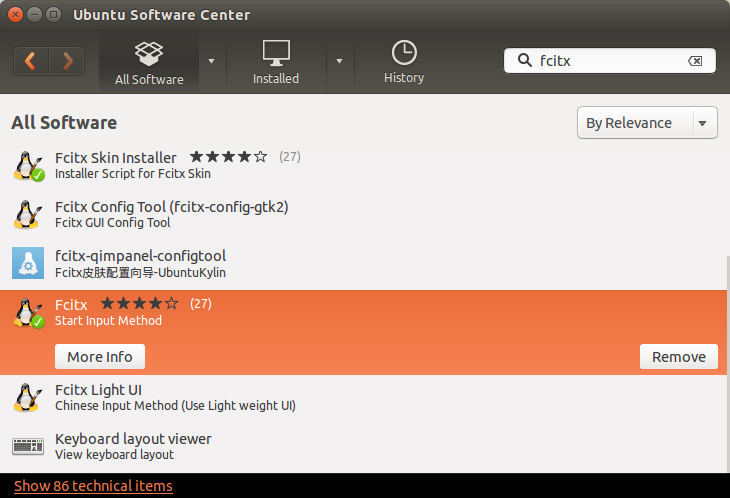 Ubuntu Software Center
All Software
Installed
History
fcitx
All Software
By Relevance
Fcitx Skin Installer (27)
Installer Script for Fcitx Skin
Fcitx Config Tool (fcitx-config-gtk2)
Fcitx GUI Config Tool
fcitx-qimpanel-configtool
Fcitx皮肤配置向导-UbuntuKylin
Fcitx (27)
Start Input Method
More Info
Remove
Fcitx Light UI
Chinese Input Method (Use Light weight UI)
Keyboard layout viewer
View keyboard layout
Show 86 technical items